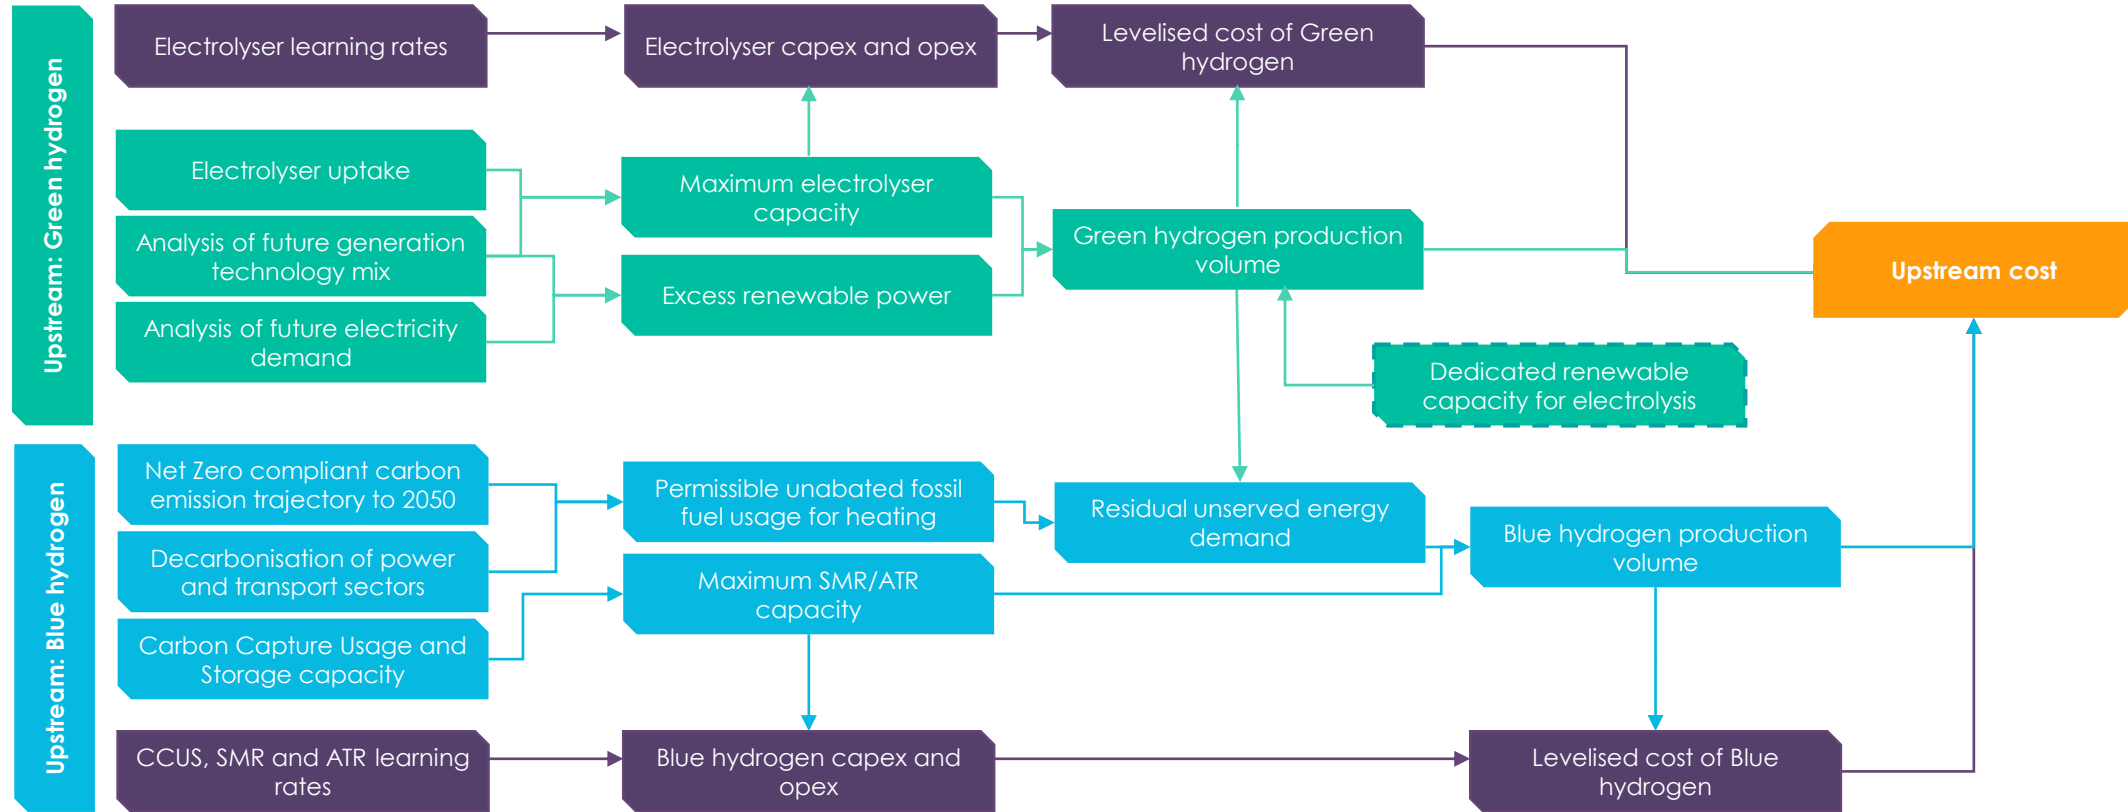 Upstream: Green hydrogen
Electrolyser learning rates
Electrolyser capex and opex
Levelised cost of Green
hydrogen
Electrolyser uptake
Maximum electrolyser
capacity
Analysis of future generation
technology mix
Green hydrogen production
volume
Excess renewable power
Upstream cost
Analysis of future electricity
demand
Dedicated renewable
capacity for electrolysis
Upstream: Blue hydrogen
Net Zero compliant carbon
emission trajectory to 2050
Permissible unabated fossil
fuel usage for heating
Residual unserved energy
demand
Blue hydrogen production
volume
Decarbonisation of power
and transport sectors
Maximum SMR/ATR
capacity
Carbon Capture Usage and
Storage capacity
CCUS, SMR and ATR learning
rates
Blue hydrogen capex and
opex
Levelised cost of Blue
hydrogen